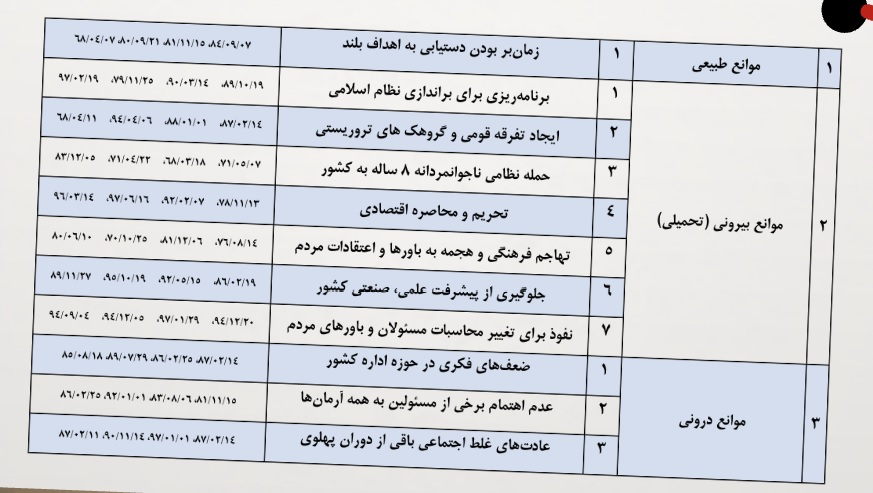 ۱ موانع طبیعی ۱ زمان‌بر بودن دستیابی به اهداف بلند ۸٤/۰۹/۰۷، ۸۱/۱۱/۱٥، ۸۰/۰۹/۲۱، ٦۸/۰٤/۰۷
۲ موانع بیرونی (تحمیلی) ۱ برنامه‌ریزی برای براندازی نظام اسلامی ۸۹/۱۰/۱۹، ۹۰/۰۳/۱٤، ۷۹/۱۱/۲٥، ۹۷/۰۲/۱۹
۲ ایجاد تفرقه قومی و گروهک های تروریستی ۸۷/۰۲/۱٤، ۸۸/۰۱/۰۱، ۹٤/۰٤/۰٦، ٦۸/۰٤/۱۱
۳ حمله نظامی ناجوانمردانه ۸ ساله به کشور ۷۱/۰٥/۰۷، ٦۸/۰۳/۱۸، ۷۱/۰٤/۲۲، ۸۳/۱۲/۰٥
٤ تحریم و محاصره اقتصادی ۷۸/۱۱/۱۳، ۹۲/۰۲/۰۷، ۹۷/۰٦/۱٦، ۹٦/۰۳/۱٤
٥ تهاجم فرهنگی و هجمه به باورها و اعتقادات مردم ۷٦/۰۸/۱٤، ۸۱/۱۲/۰٦، ۷۰/۱۰/۲٥، ۸۰/۰٦/۱۰
٦ جلوگیری از پیشرفت علمی، صنعتی کشور ۸٦/۰۲/۱۹، ۹۲/۰٥/۱٥، ۹٥/۱۰/۱۹، ۸۹/۱۱/۲۷
۷ نفوذ برای تغییر محاسبات مسئولان و باورهای مردم ۹٤/۱۲/۲۰، ۹۷/۰۱/۲۹، ۹٤/۱۲/۰٥، ۹٤/۰۹/۰٤
۳ موانع درونی ۱ ضعف‌های فکری در حوزه اداره کشور ۸۷/۰۲/۱٤، ۸٦/۰۲/۲٥، ۸۹/۰۷/۲۹، ۸٥/۰۸/۱۸
۲ عدم اهتمام برخی از مسئولین به همه آرمان‌ها ۸۱/۱۱/۱٥، ۸۳/۰۸/۰٦، ۹۲/۰۱/۰۱، ۸٦/۰۲/۲٥
۳ عادت‌های غلط اجتماعی باقی از دوران پهلوی ۸۷/۰۲/۱٤، ۹۷/۰۱/۰۱، ۹۰/۱۱/۱٤، ۸۷/۰۲/۱۱